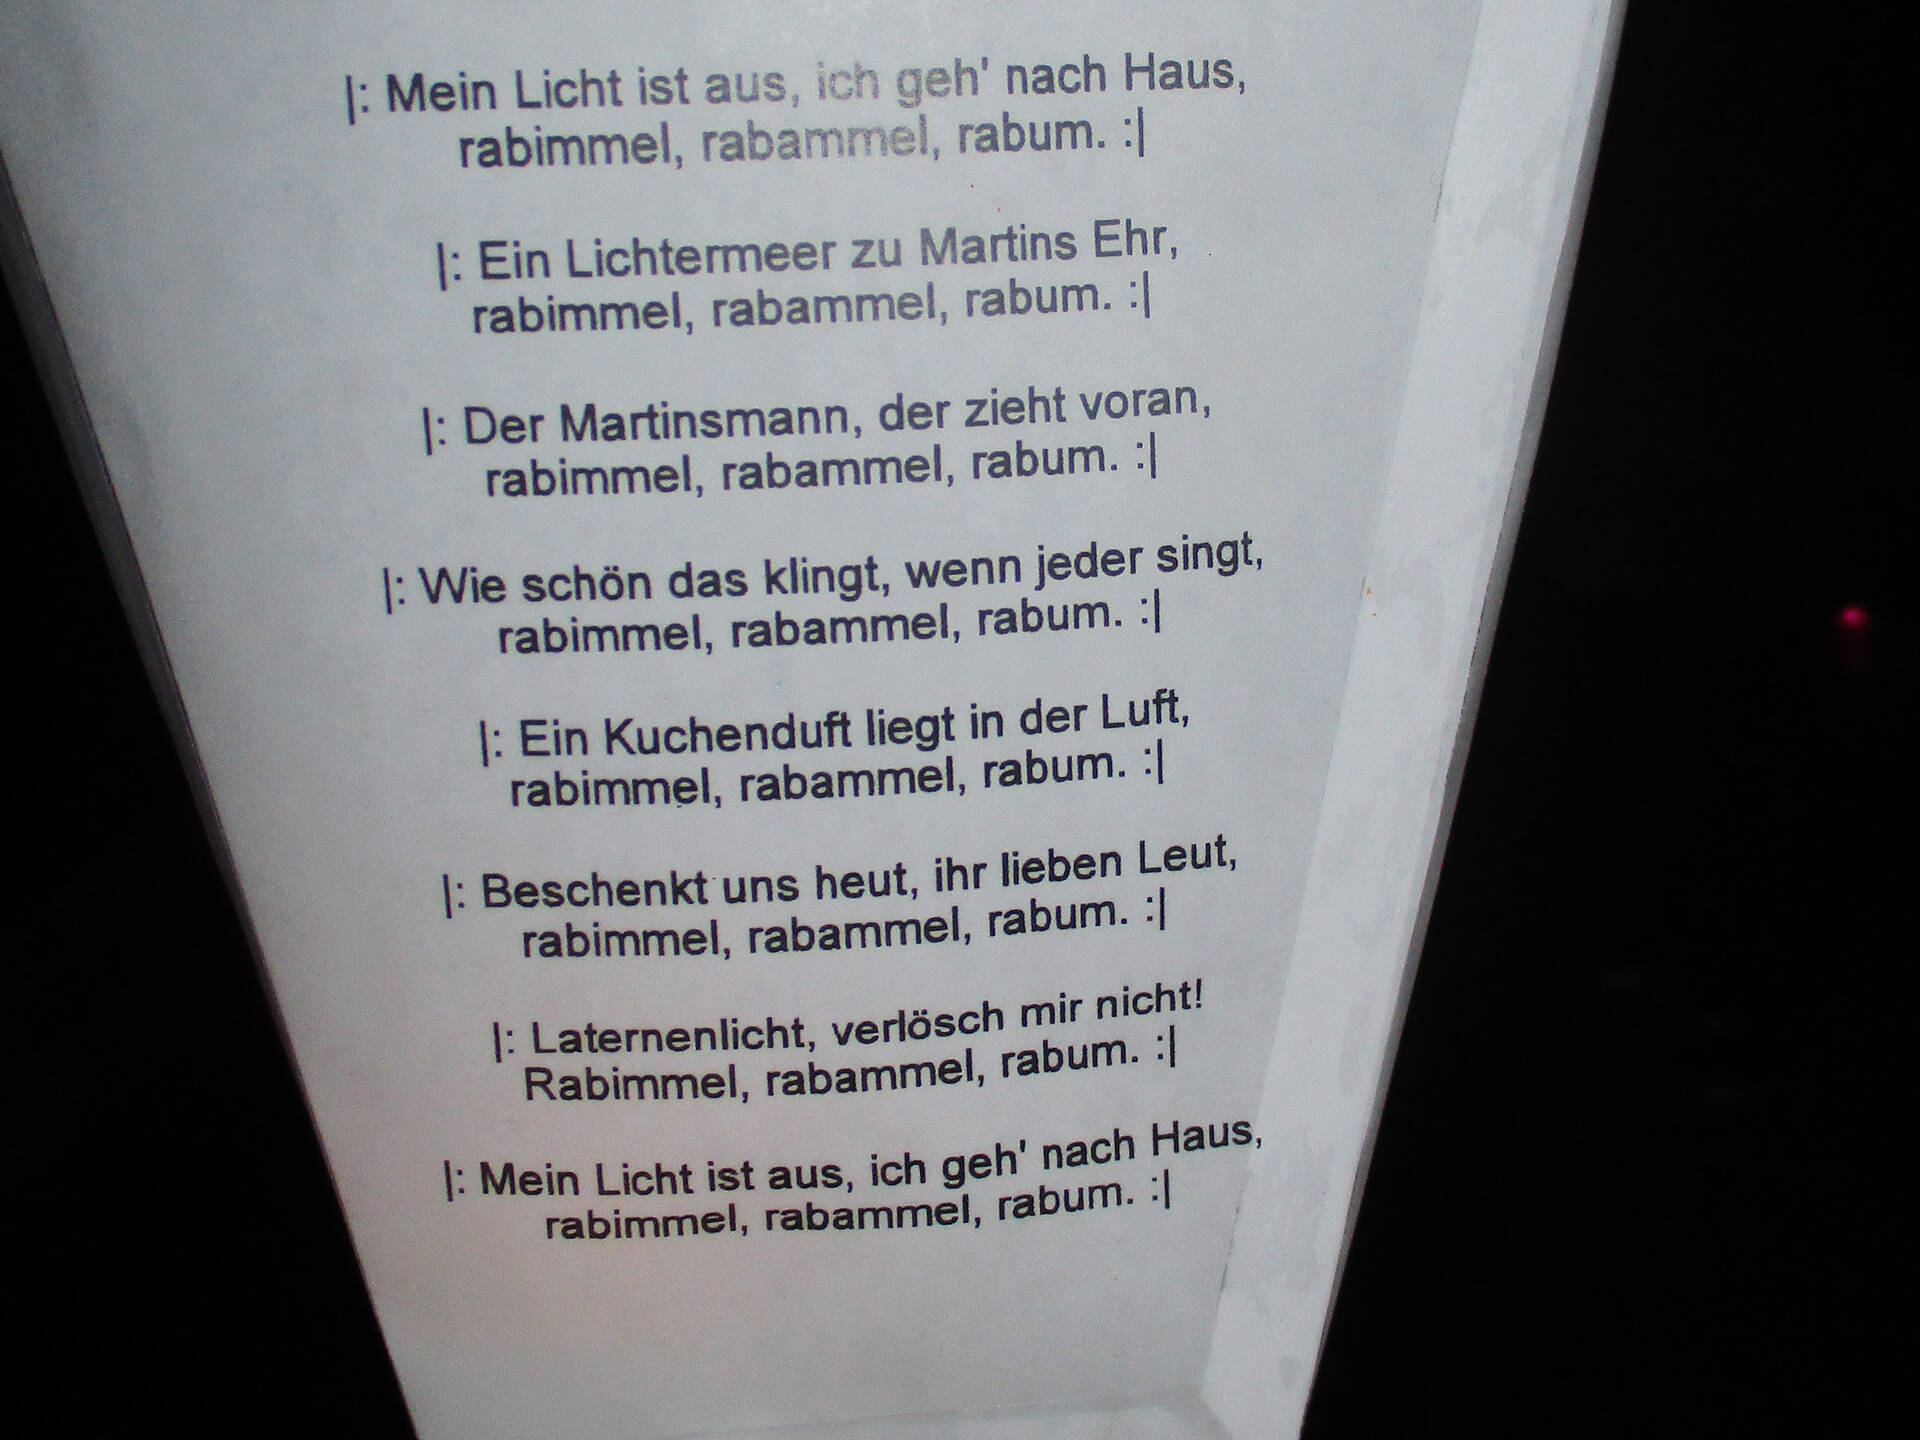 |: Mein Licht ist aus, ich geh' nach Haus,
rabimmel, rabammel, rabum. :|
|: Ein Lichtermeer zu Martins Ehr,
rabimmel, rabammel, rabum. :|
|: Der Martinsmann, der zieht voran,
rabimmel, rabammel, rabum. :|
|: Wie schön das klingt, wenn jeder singt,
rabimmel, rabammel, rabum. :|
|: Ein Kuchenduft liegt in der Luft,
rabimmel, rabammel, rabum. :|
|: Beschenkt uns heut, ihr lieben Leut,
rabimmel, rabammel, rabum. :|
|: Laternenlicht, verlösch mir nicht!
Rabimmel, rabammel, rabum. :|
|: Mein Licht ist aus, ich geh' nach Haus,
rabimmel, rabammel, rabum. :|